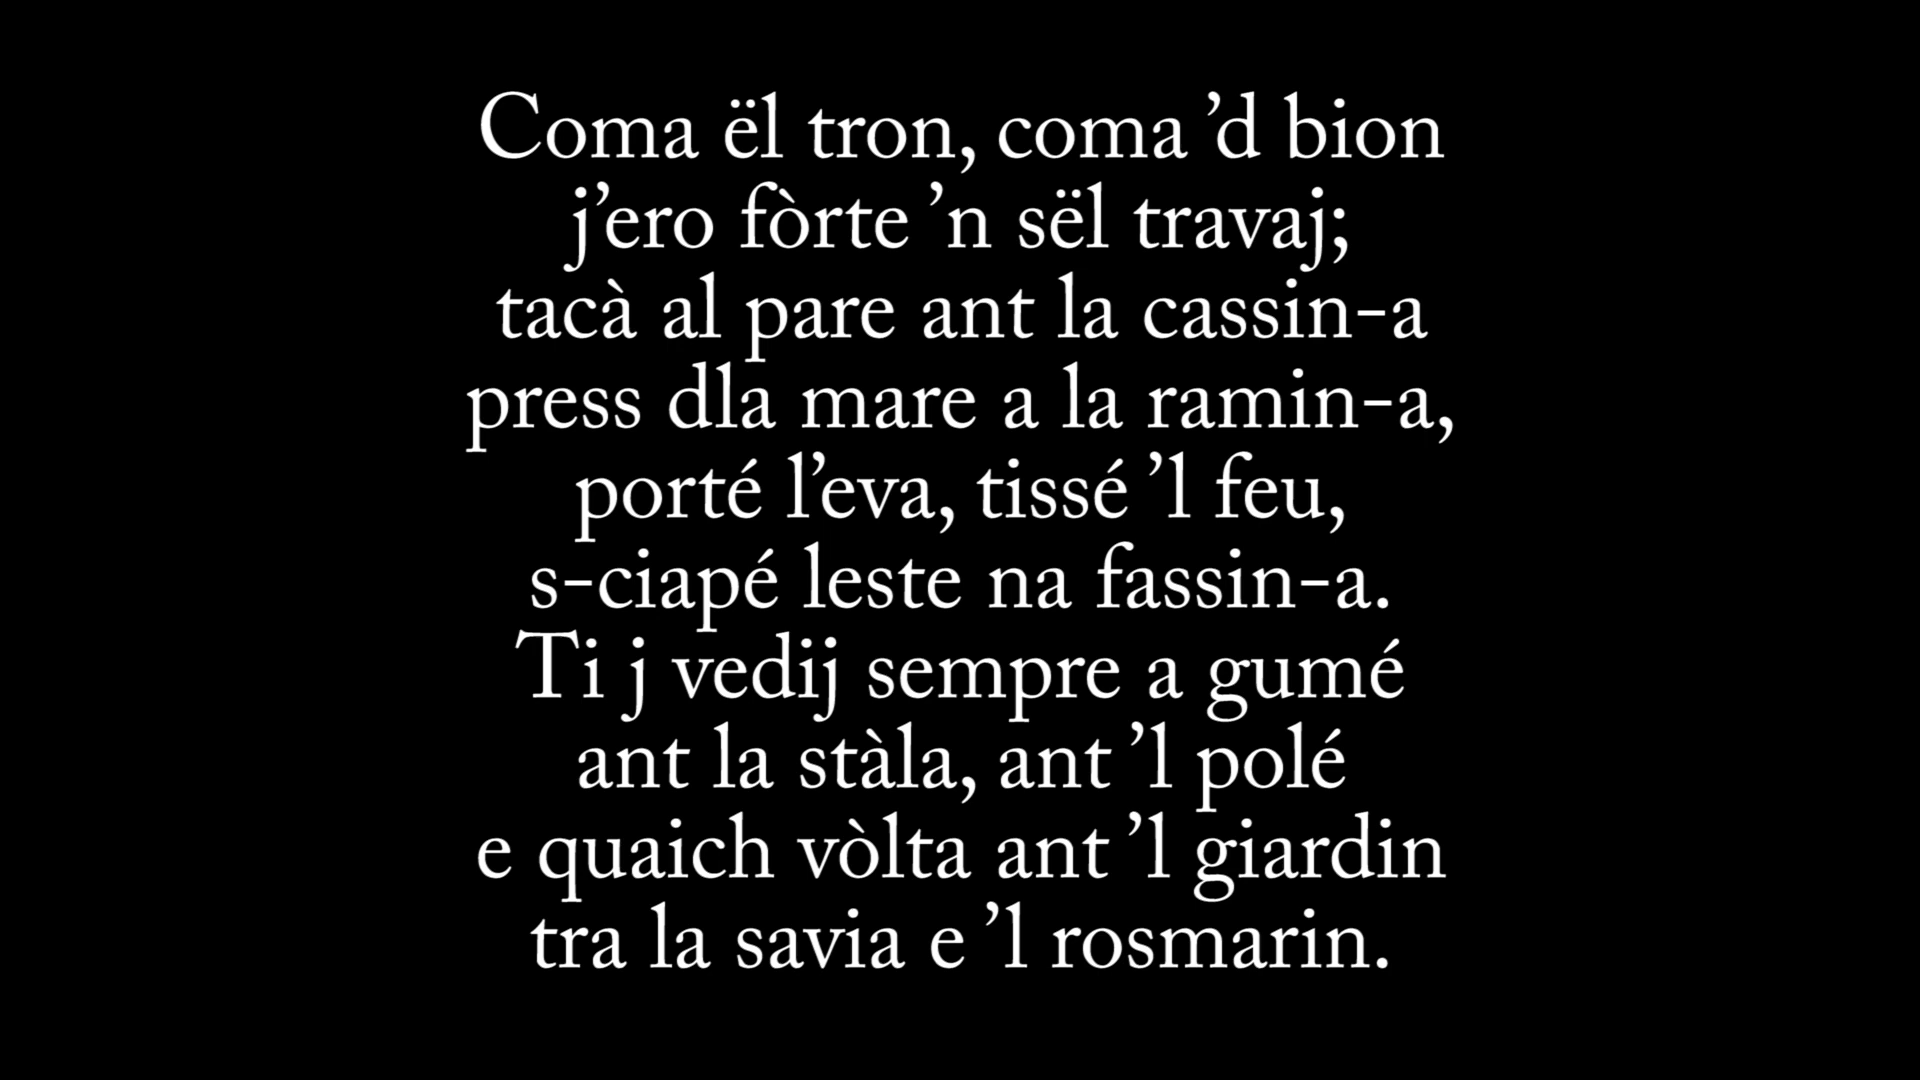 Coma ël tron, coma ’d bion
j’ero fòrte ’n sël travaj;
tacà al pare ant la cassin-a
press dla mare a la ramin-a,
porté l’eva, tissé ’l feu,
s-ciapé leste na fassin-a.
Ti j vedij sempre a gumé
ant la stàla, ant ’l polé
e quaich vòlta ant ’l giardin
tra la savia e ’l rosmarin.